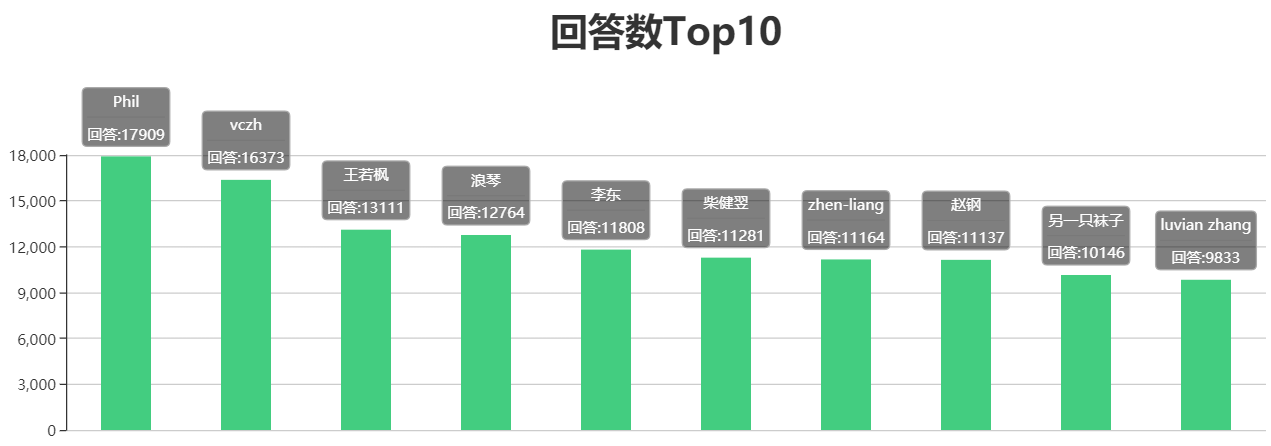 回答数Top10
Phil
回答:17909
vczh
回答:16373
王若枫
回答:13111
浪琴
回答:12764
李东
回答:11808
柴健翌
回答:11281
zhen-liang
回答:11164
赵钢
回答:11137
另一只袜子
回答:10146
luvian zhang
回答:9833
18,000
15,000
12,000
9,000
6,000
3,000
0